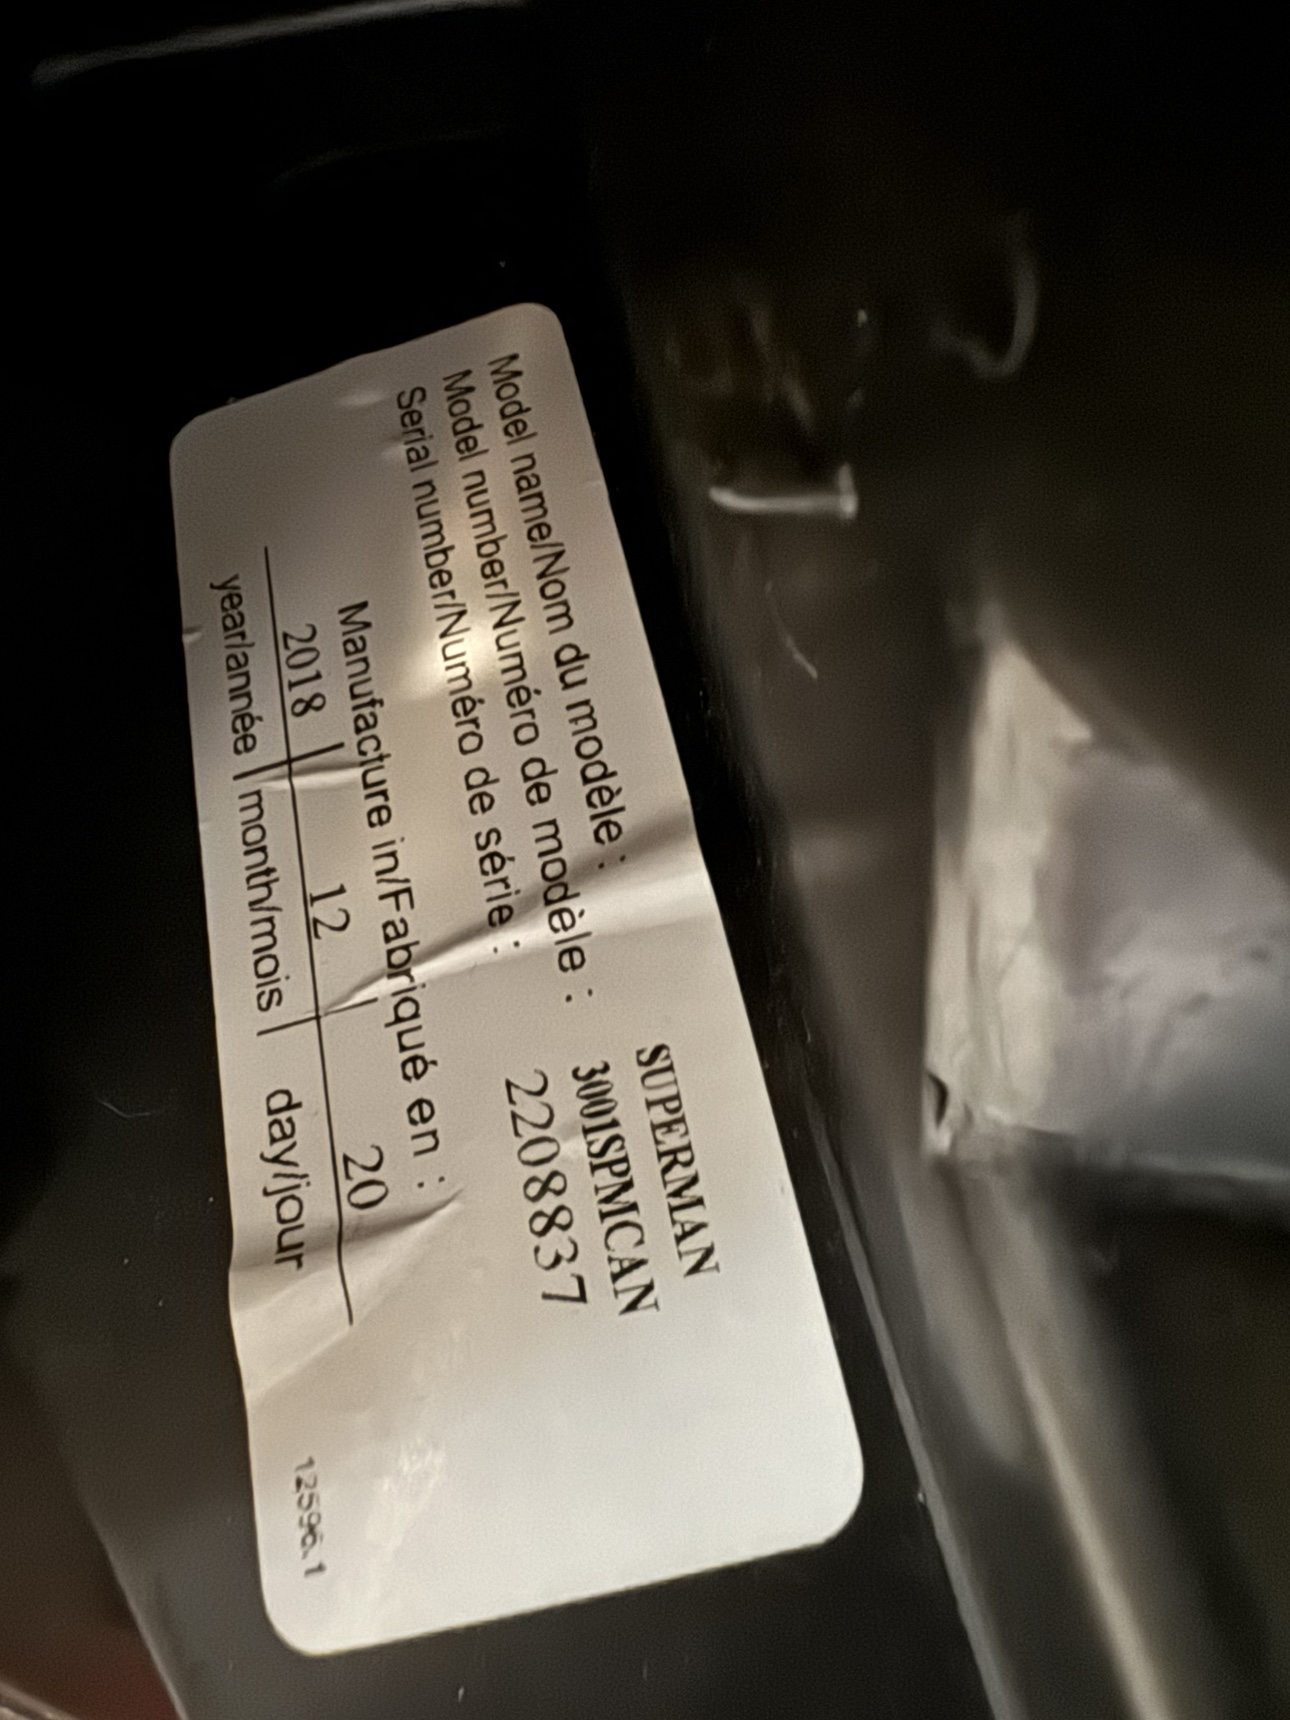 Model name/Nom du modèle : SUPERMAN
Model number/Numéro de modèle : 3001SPMCAN
Serial number/Numéro de série : 2208837
Manufacture in/Fabriqué en :
2018 | 12 | 20
year/année | month/mois | day/jour
12596.1